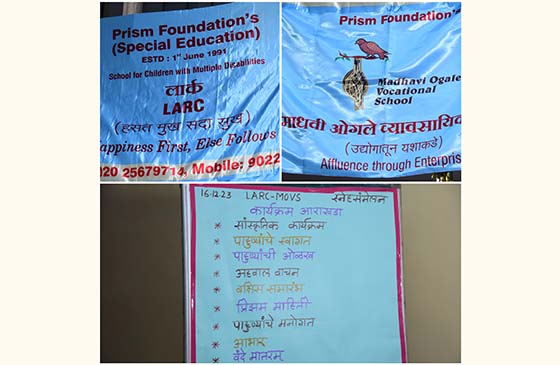 Prism Foundation's
(Special Education)
ESTD : 1st June 1991
School for Children with Multiple Disabilities
लार्क
LARC
(हसत मुख सदा सुख)
Happiness First, Else Follows
020 25679714, Mobile: 9022
Prism Foundation's
Madhavi Ogale
Vocational
School
माधवी ओगले व्यावसायिक
(उद्योगातून यशाकडे)
Affluence through Enterpris
16.12.23 LARC-MOVS स्नेहसंमेलन
कार्यक्रम आराखडा
* सांस्कृतिक कार्यक्रम
* पाहुण्यांचे स्वागत
* पाहुण्यांची ओळख
* अहवाल वाचन
* बक्षिस समारंभ
* प्रिझम माहिती
* पाहुण्यांचे मनोगत
* आभार
* वंदे मातरम्